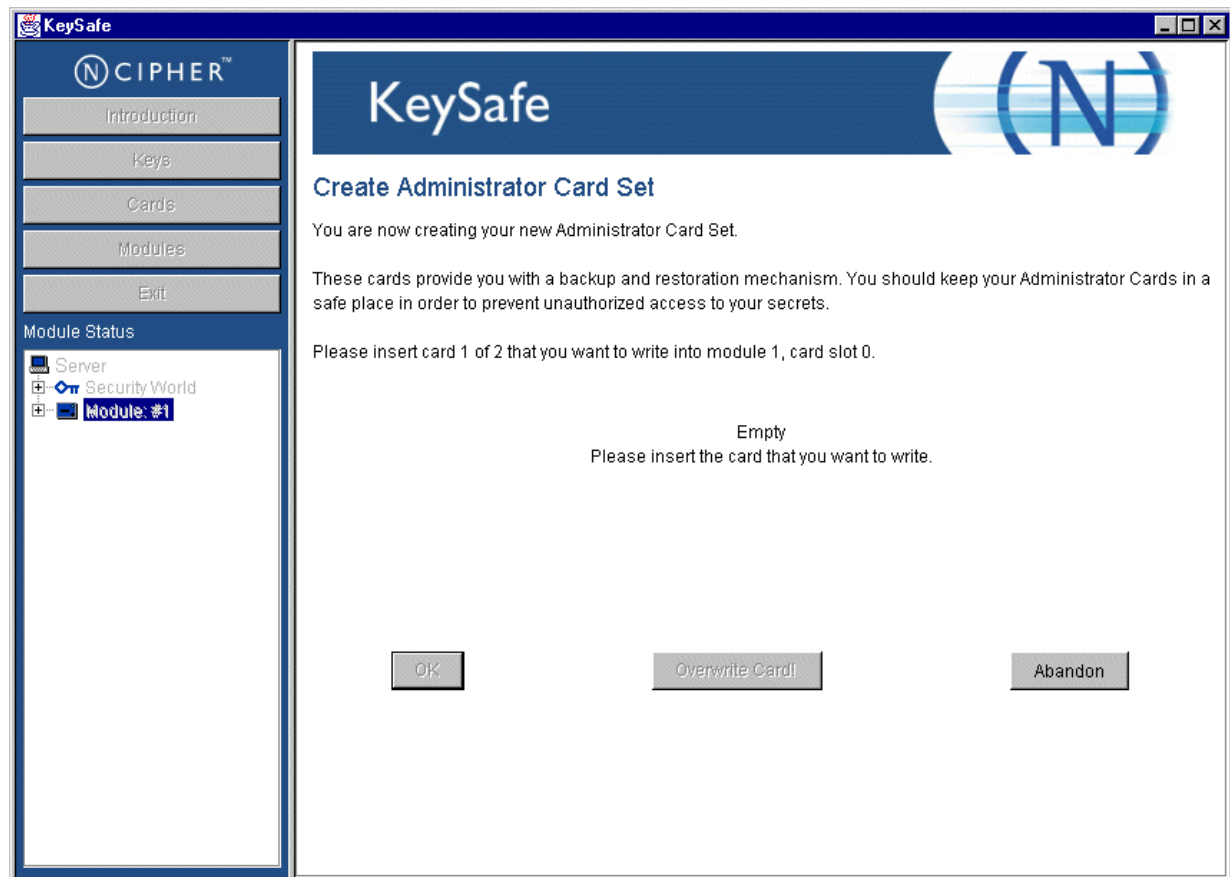 KeySafe
NCIPHER™
Introduction
Keys
Cards
Modules
Exit
Module Status
Server
Security World
Module: #1
KeySafe
(N)
Create Administrator Card Set
You are now creating your new Administrator Card Set.
These cards provide you with a backup and restoration mechanism. You should keep your Administrator Cards in a
safe place in order to prevent unauthorized access to your secrets.
Please insert card 1 of 2 that you want to write into module 1, card slot 0.
Empty
Please insert the card that you want to write.
OK
Overwrite Card!
Abandon